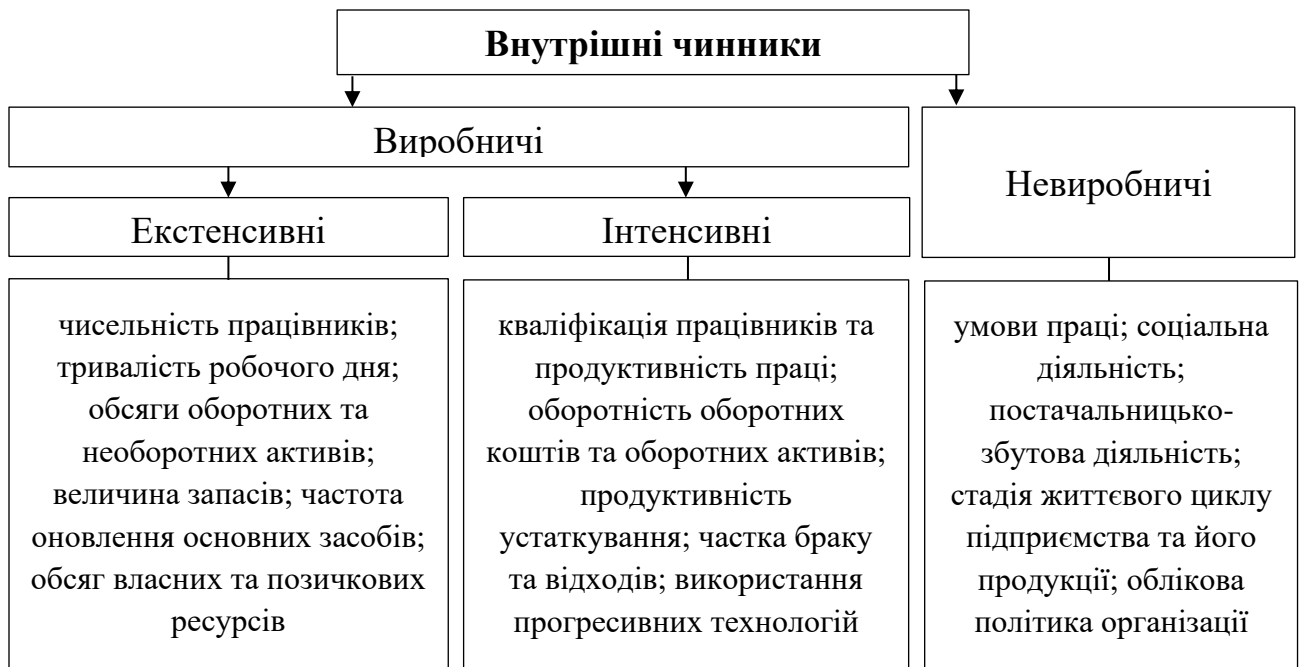 Внутрішні чинники
Виробничі
Невиробничі
Екстенсивні
Інтенсивні
чисельність працівників;
тривалість робочого дня;
обсяги оборотних та
необоротних активів;
величина запасів; частота
оновлення основних засобів;
обсяг власних та позичкових
ресурсів
кваліфікація працівників та
продуктивність праці;
оборотність оборотних
коштів та оборотних активів;
продуктивність
устаткування; частка браку
та відходів; використання
прогресивних технологій
умови праці; соціальна
діяльність;
постачальницько-
збутова діяльність;
стадія життєвого циклу
підприємства та його
продукції; облікова
політика організації